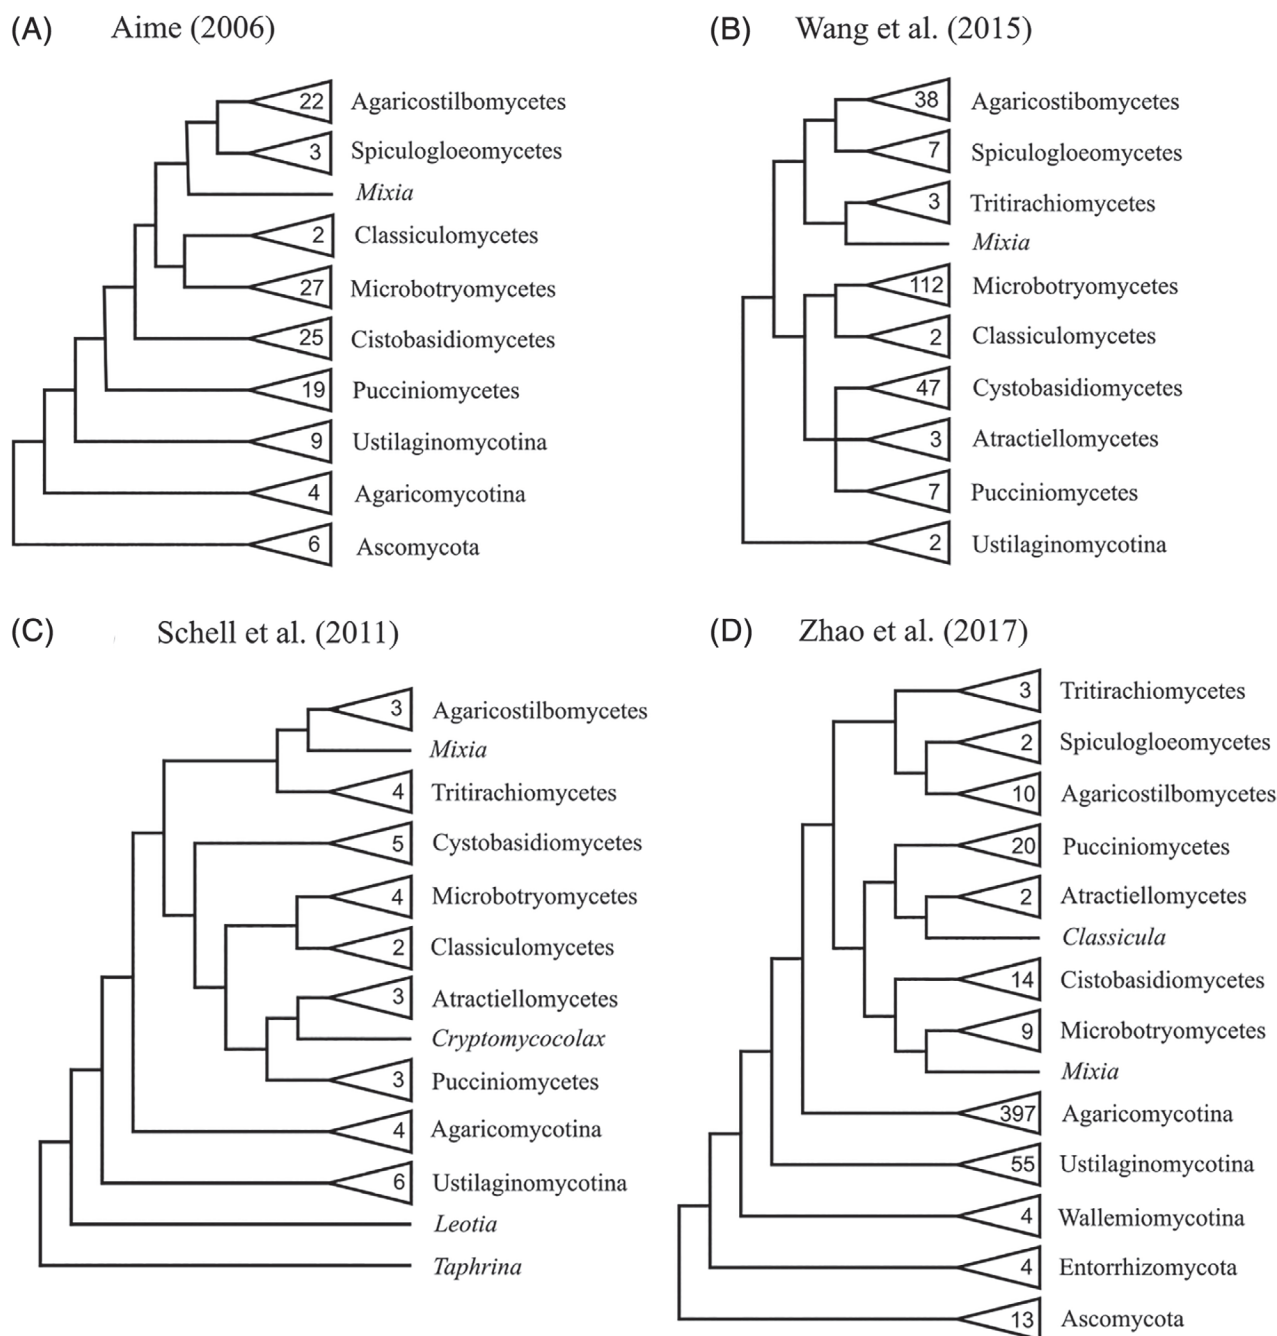 (A) Aime (2006)
22 Agaricostilbomycetes
3 Spiculogloeomycetes
Mixia
2 Classiculomycetes
27 Microbotryomycetes
25 Cistobasidiomycetes
19 Pucciniomycetes
9 Ustilaginomycotina
4 Agaricomycotina
6 Ascomycota
(B) Wang et al. (2015)
38 Agaricostibomycetes
7 Spiculogloeomycetes
3 Tritirachiomycetes
Mixia
112 Microbotryomycetes
2 Classiculomycetes
47 Cystobasidiomycetes
3 Atractiellomycetes
7 Pucciniomycetes
2 Ustilaginomycotina
(C) Schell et al. (2011)
3 Agaricostilbomycetes
Mixia
4 Tritirachiomycetes
5 Cystobasidiomycetes
4 Microbotryomycetes
2 Classiculomycetes
3 Atractiellomycetes
Cryptomycocolax
3 Pucciniomycetes
4 Agaricomycotina
6 Ustilaginomycotina
Leotia
Taphrina
(D) Zhao et al. (2017)
3 Tritirachiomycetes
2 Spiculogloeomycetes
10 Agaricostilbomycetes
20 Pucciniomycetes
2 Atractiellomycetes
Classicula
14 Cistobasidiomycetes
9 Microbotryomycetes
Mixia
397 Agaricomycotina
55 Ustilaginomycotina
4 Wallemiomycotina
4 Entorrhizomycota
13 Ascomycota